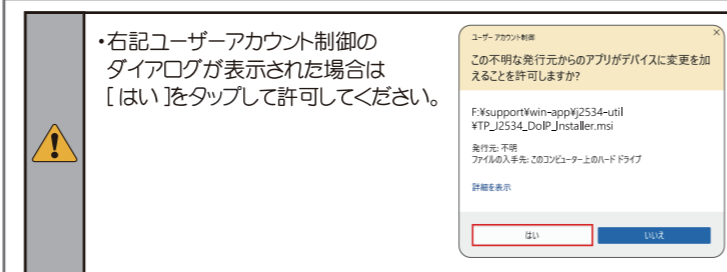 ・右記ユーザーアカウント制御の
ダイアログが表示された場合は
[ はい ]をタップして許可してください。
ユーザー アカウント制御
×
この不明な発行元からのアプリがデバイスに変更を加
えることを許可しますか?
F:¥support¥win-app¥j2534-util
¥TP_J2534_DoIP_Installer.msi
発行元: 不明
ファイルの入手先: このコンピューター上のハード ドライブ
詳細を表示
はい
いいえ